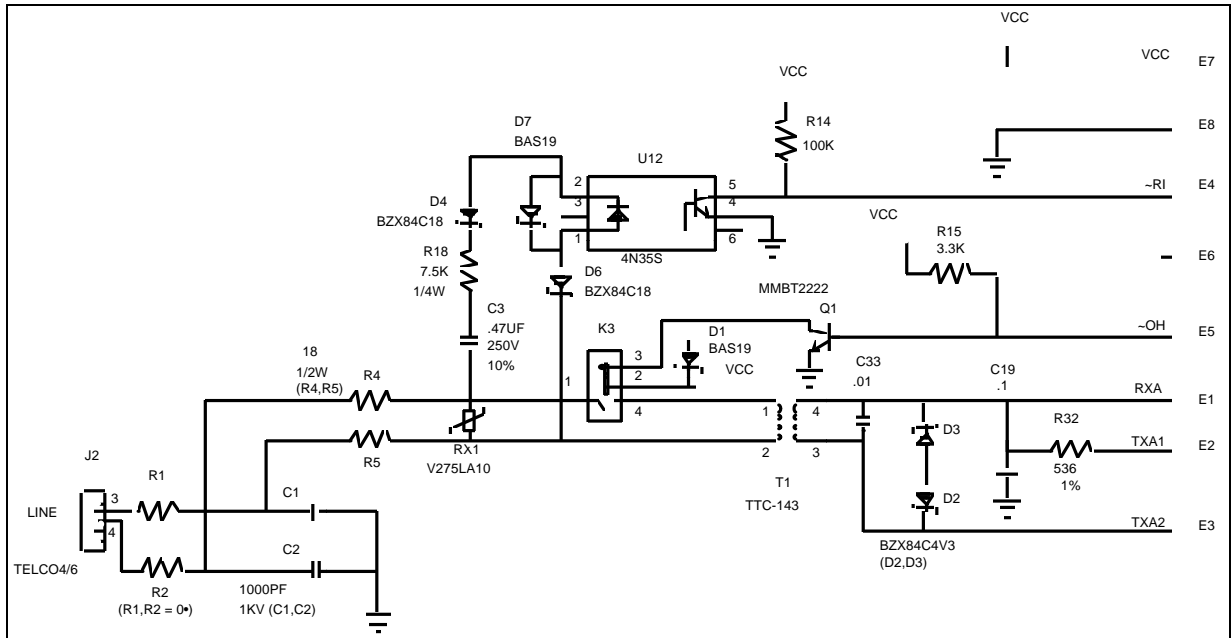 VCC
VCC
E7
VCC
D7
BAS19
R14
100K
E8
U12
2
5
~RI
E4
D4
BZX84C18
3
4
VCC
R15
3.3K
1
6
R18
7.5K
1/4W
4N35S
D6
BZX84C18
E6
MMBT2222
Q1
C3
.47UF
250V
10%
K3
D1
BAS19
VCC
~OH
E5
3
2
18
1/2W
(R4,R5)
R4
1
4
C33
.01
C19
.1
RXA
E1
1
4
RX1
V275LA10
R5
2
3
D3
R32
536
1%
TXA1
E2
J2
R1
C1
T1
TTC-143
D2
LINE
3
4
TXA2
E3
C2
BZX84C4V3
(D2,D3)
TELCO4/6
R2
(R1,R2 = 0•)
1000PF
1KV (C1,C2)